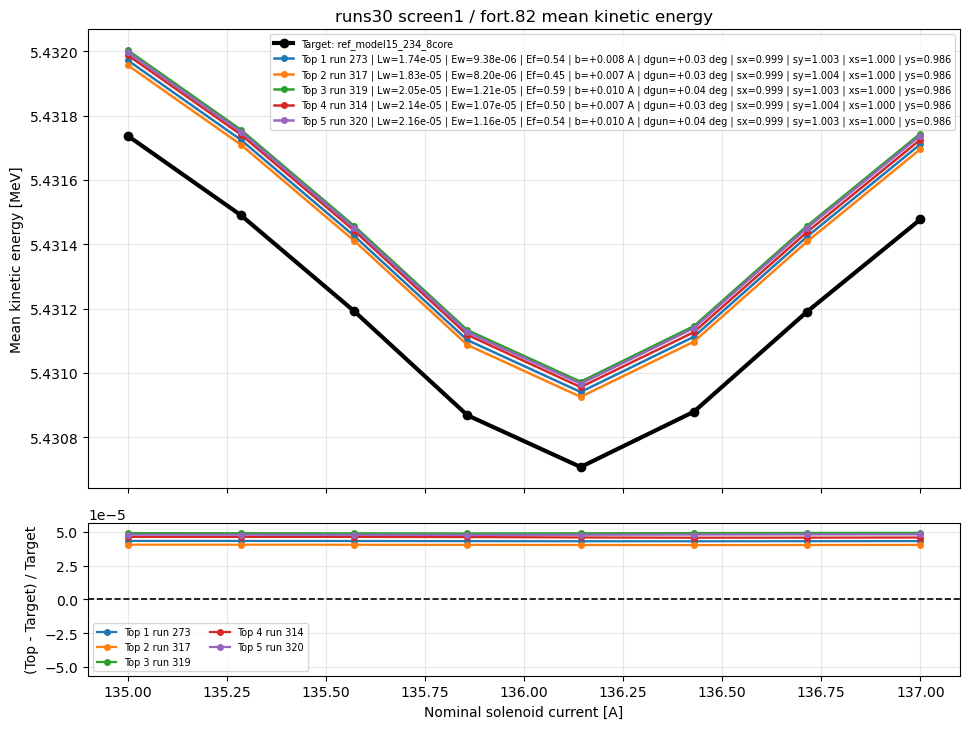 runs30 screen1 / fort.82 mean kinetic energy
Mean kinetic energy [MeV]
5.4320
5.4318
5.4316
5.4314
5.4312
5.4310
5.4308
Target: ref_model15_234_8core
Top 1 run 273 | Lw=1.74e-05 | Ew=9.38e-06 | Ef=0.54 | b=+0.008 A | dgun=+0.03 deg | sx=0.999 | sy=1.003 | xs=1.000 | ys=0.986
Top 2 run 317 | Lw=1.83e-05 | Ew=8.20e-06 | Ef=0.45 | b=+0.007 A | dgun=+0.03 deg | sx=0.999 | sy=1.004 | xs=1.000 | ys=0.986
Top 3 run 319 | Lw=2.05e-05 | Ew=1.21e-05 | Ef=0.59 | b=+0.010 A | dgun=+0.04 deg | sx=0.999 | sy=1.003 | xs=1.000 | ys=0.986
Top 4 run 314 | Lw=2.14e-05 | Ew=1.07e-05 | Ef=0.50 | b=+0.007 A | dgun=+0.03 deg | sx=0.999 | sy=1.004 | xs=1.000 | ys=0.986
Top 5 run 320 | Lw=2.16e-05 | Ew=1.16e-05 | Ef=0.54 | b=+0.010 A | dgun=+0.04 deg | sx=0.999 | sy=1.003 | xs=1.000 | ys=0.986
1e−5
(Top - Target) / Target
5.0
2.5
0.0
−2.5
−5.0
Top 1 run 273
Top 2 run 317
Top 3 run 319
Top 4 run 314
Top 5 run 320
135.00 135.25 135.50 135.75 136.00 136.25 136.50 136.75 137.00
Nominal solenoid current [A]